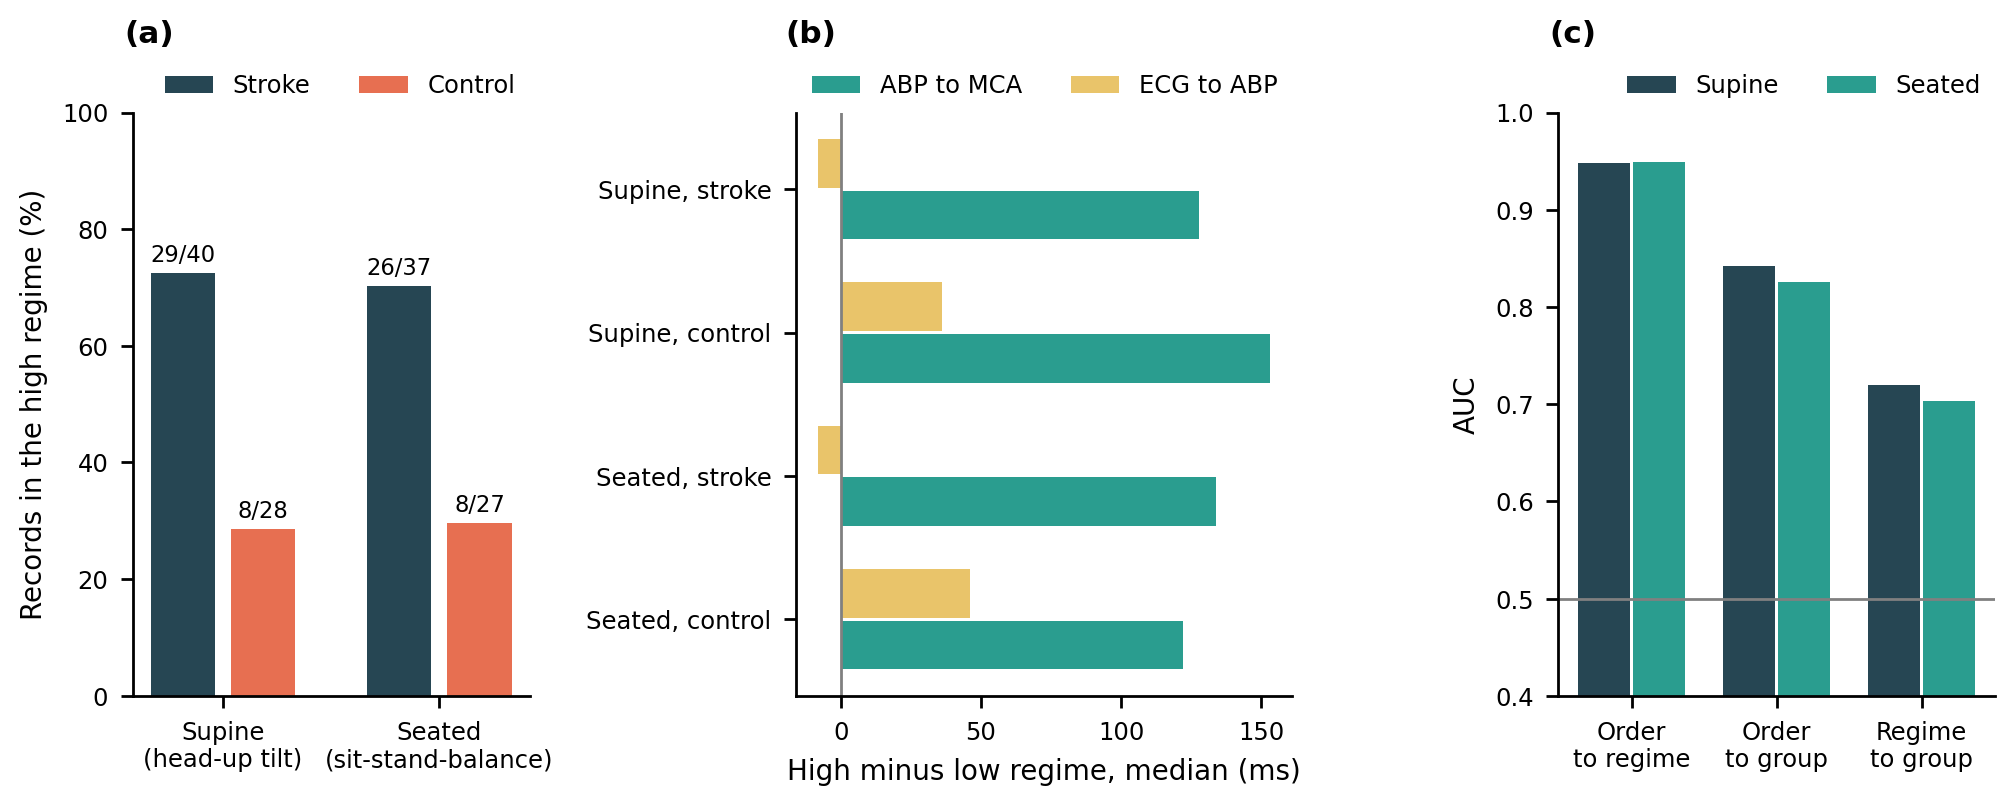 (a)
Stroke
Control
Records in the high regime (%)
100
80
60
40
20
0
29/40
8/28
26/37
8/27
Supine
(head-up tilt)
Seated
(sit-stand-balance)
(b)
ABP to MCA
ECG to ABP
Supine, stroke
Supine, control
Seated, stroke
Seated, control
0
50
100
150
High minus low regime, median (ms)
(c)
Supine
Seated
AUC
1.0
0.9
0.8
0.7
0.6
0.5
0.4
Order
to regime
Order
to group
Regime
to group